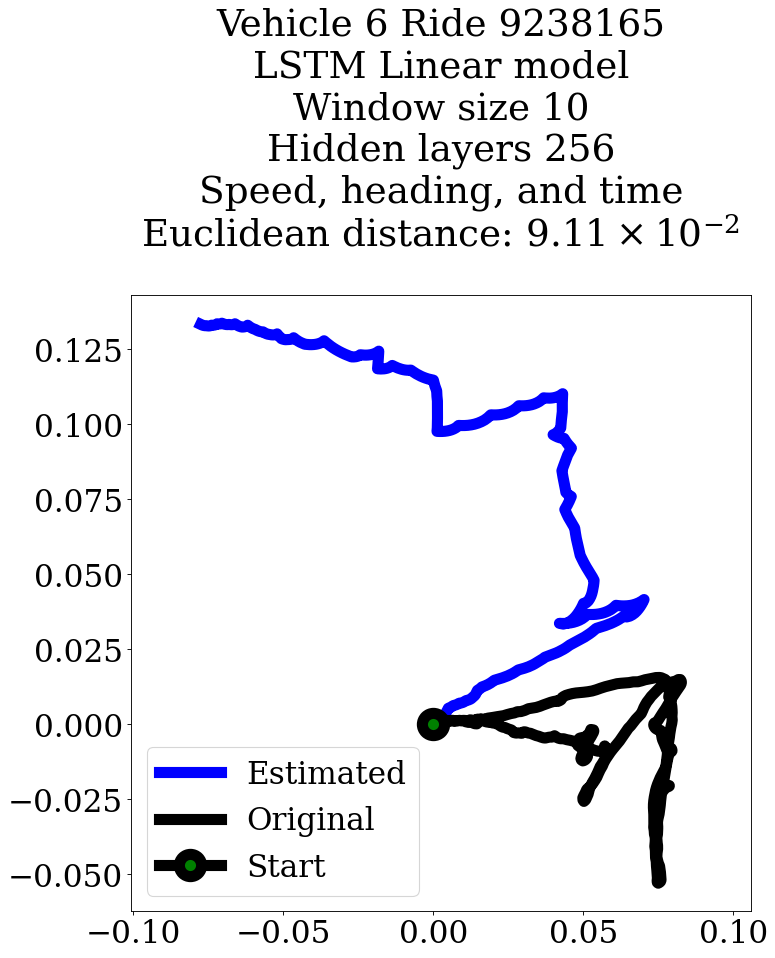 Vehicle 6 Ride 9238165
LSTM Linear model
Window size 10
Hidden layers 256
Speed, heading, and time
Euclidean distance: 9.11 × 10⁻²
0.125
0.100
0.075
0.050
0.025
0.000
−0.025
−0.050
Estimated
Original
Start
−0.10
−0.05
0.00
0.05
0.10